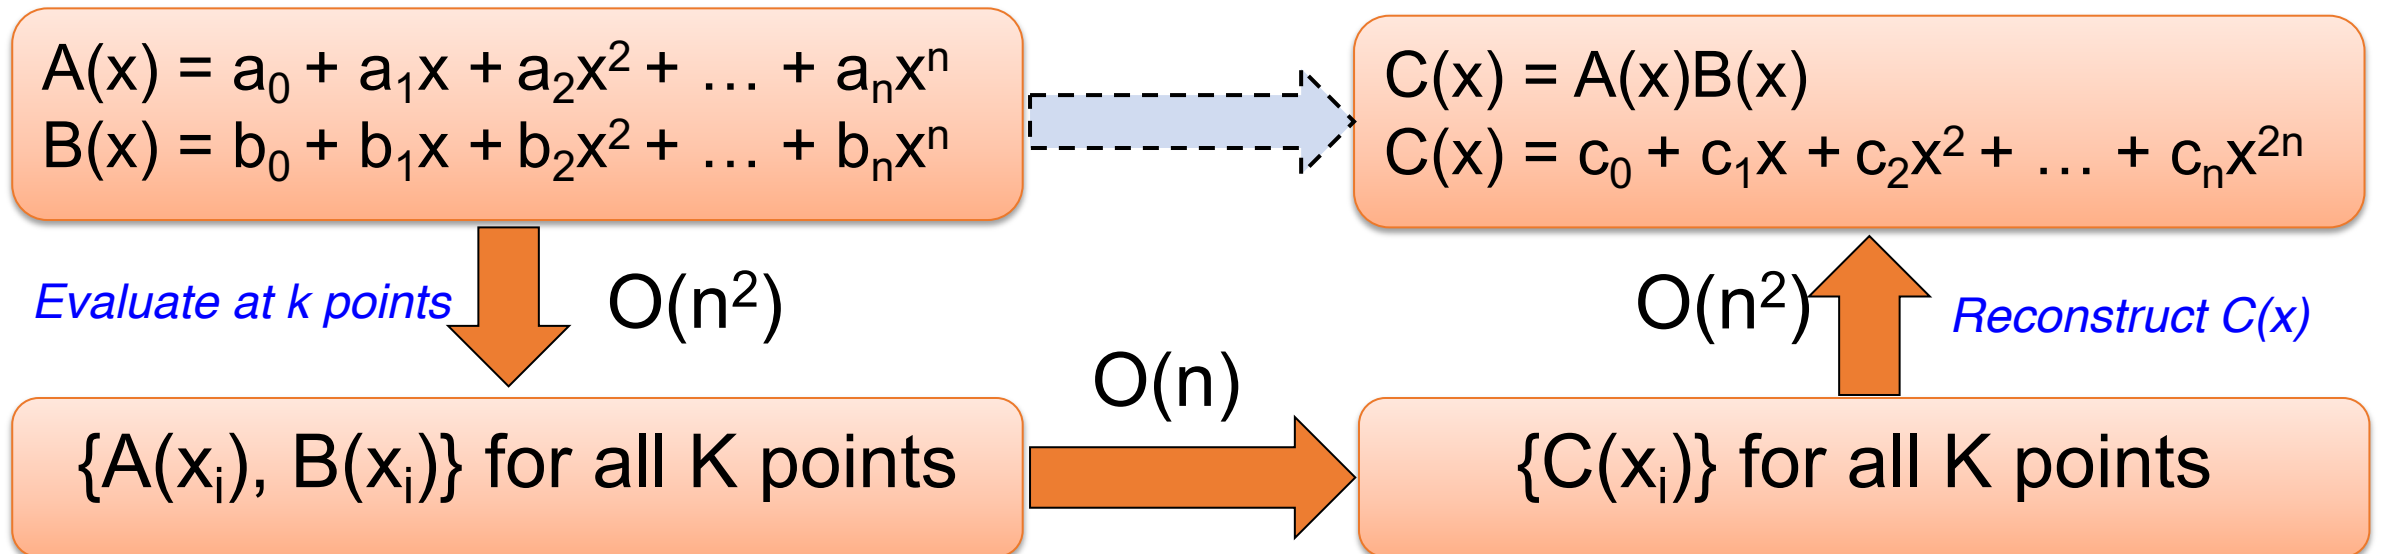 A(x) = a₀ + a₁x + a₂x² + … + aₙxⁿ
B(x) = b₀ + b₁x + b₂x² + … + bₙxⁿ
C(x) = A(x)B(x)
C(x) = c₀ + c₁x + c₂x² + … + cₙx²ⁿ
Evaluate at k points
O(n²)
O(n²)
Reconstruct C(x)
O(n)
{A(xᵢ), B(xᵢ)} for all K points
{C(xᵢ)} for all K points